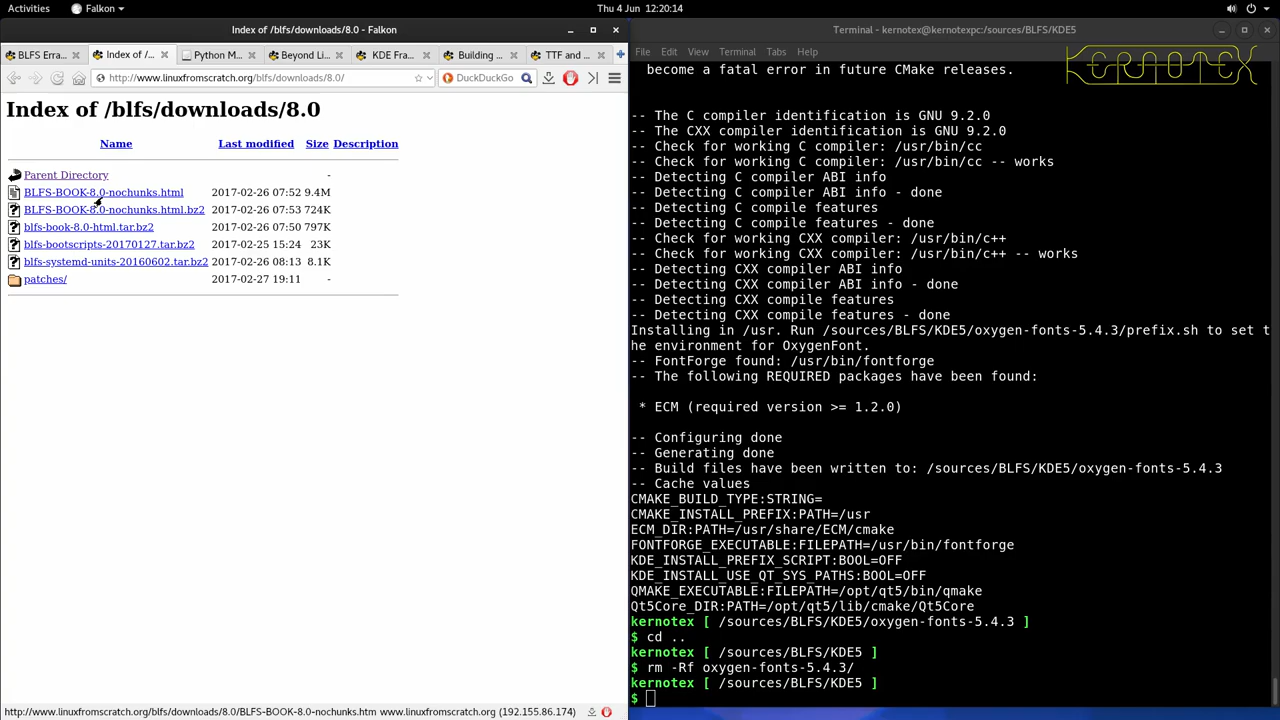 Activities Falkon Thu 4 Jun 12:20:14
Index of /blfs/downloads/8.0 - Falkon
BLFS Erra... Index of /... Python M... Beyond Li... KDE Fra... Building ... TTF and ...
http://www.linuxfromscratch.org/blfs/downloads/8.0/ DuckDuckGo
Index of /blfs/downloads/8.0
Name Last modified Size Description
Parent Directory -
BLFS-BOOK-8.0-nochunks.html 2017-02-26 07:52 9.4M
BLFS-BOOK-8.0-nochunks.html.bz2 2017-02-26 07:53 724K
blfs-book-8.0-html.tar.bz2 2017-02-26 07:50 797K
blfs-bootscripts-20170127.tar.bz2 2017-02-25 15:24 23K
blfs-systemd-units-20160602.tar.bz2 2017-02-26 08:13 8.1K
patches/ 2017-02-27 19:11 -
http://www.linuxfromscratch.org/blfs/downloads/8.0/BLFS-BOOK-8.0-nochunks.htm www.linuxfromscratch.org (192.155.86.174)
Terminal - kernotex@kernotexpc:/sources/BLFS/KDE5
File Edit View Terminal Tabs Help
KERNOTEX
become a fatal error in future CMake releases.
-- The C compiler identification is GNU 9.2.0
-- The CXX compiler identification is GNU 9.2.0
-- Check for working C compiler: /usr/bin/cc
-- Check for working C compiler: /usr/bin/cc -- works
-- Detecting C compiler ABI info
-- Detecting C compiler ABI info - done
-- Detecting C compile features
-- Detecting C compile features - done
-- Check for working CXX compiler: /usr/bin/c++
-- Check for working CXX compiler: /usr/bin/c++ -- works
-- Detecting CXX compiler ABI info
-- Detecting CXX compiler ABI info - done
-- Detecting CXX compile features
-- Detecting CXX compile features - done
Installing in /usr. Run /sources/BLFS/KDE5/oxygen-fonts-5.4.3/prefix.sh to set t
he environment for OxygenFont.
-- FontForge found: /usr/bin/fontforge
-- The following REQUIRED packages have been found:
* ECM (required version >= 1.2.0)
-- Configuring done
-- Generating done
-- Build files have been written to: /sources/BLFS/KDE5/oxygen-fonts-5.4.3
-- Cache values
CMAKE_BUILD_TYPE:STRING=
CMAKE_INSTALL_PREFIX:PATH=/usr
ECM_DIR:PATH=/usr/share/ECM/cmake
FONTFORGE_EXECUTABLE:FILEPATH=/usr/bin/fontforge
KDE_INSTALL_PREFIX_SCRIPT:BOOL=OFF
KDE_INSTALL_USE_QT_SYS_PATHS:BOOL=OFF
QMAKE_EXECUTABLE:FILEPATH=/opt/qt5/bin/qmake
Qt5Core_DIR:PATH=/opt/qt5/lib/cmake/Qt5Core
kernotex [ /sources/BLFS/KDE5/oxygen-fonts-5.4.3 ]
$ cd ..
kernotex [ /sources/BLFS/KDE5 ]
$ rm -Rf oxygen-fonts-5.4.3/
kernotex [ /sources/BLFS/KDE5 ]
$